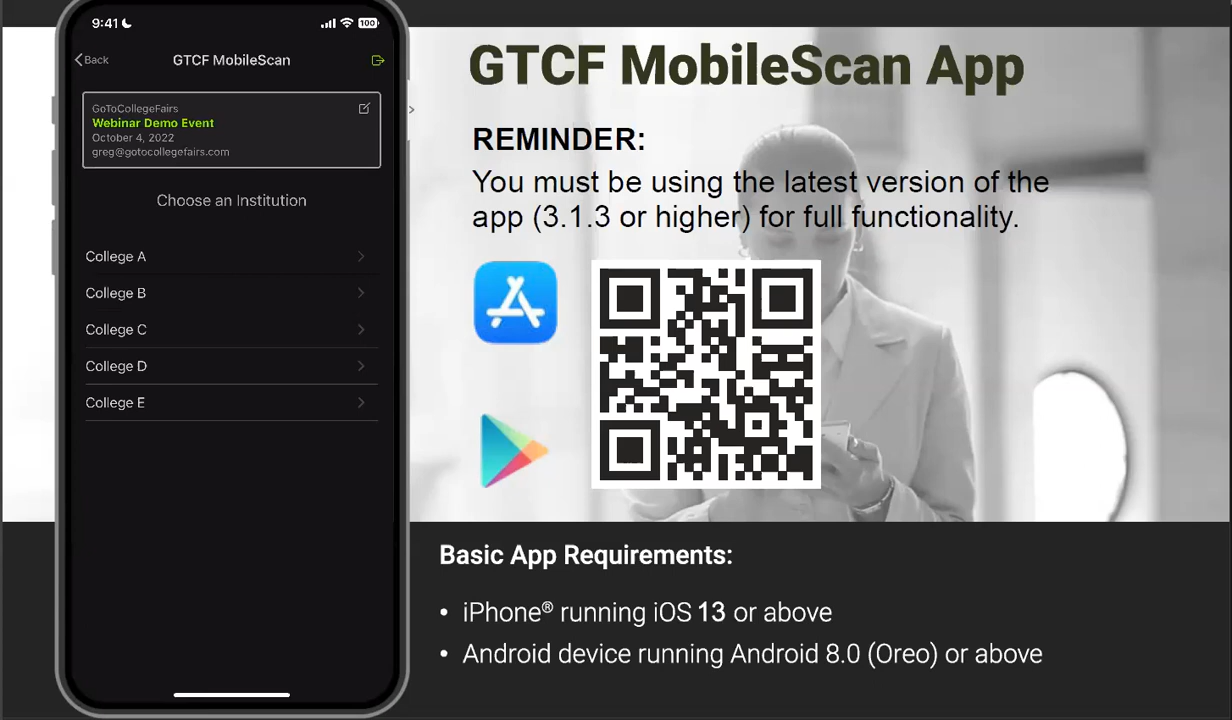 9:41
100
Back
GTCF MobileScan
GoToCollegeFairs
Webinar Demo Event
October 4, 2022
greg@gotocollegefairs.com
Choose an Institution
College A
College B
College C
College D
College E
GTCF MobileScan App
REMINDER:
You must be using the latest version of the
app (3.1.3 or higher) for full functionality.
Basic App Requirements:
• iPhone® running iOS 13 or above
• Android device running Android 8.0 (Oreo) or above